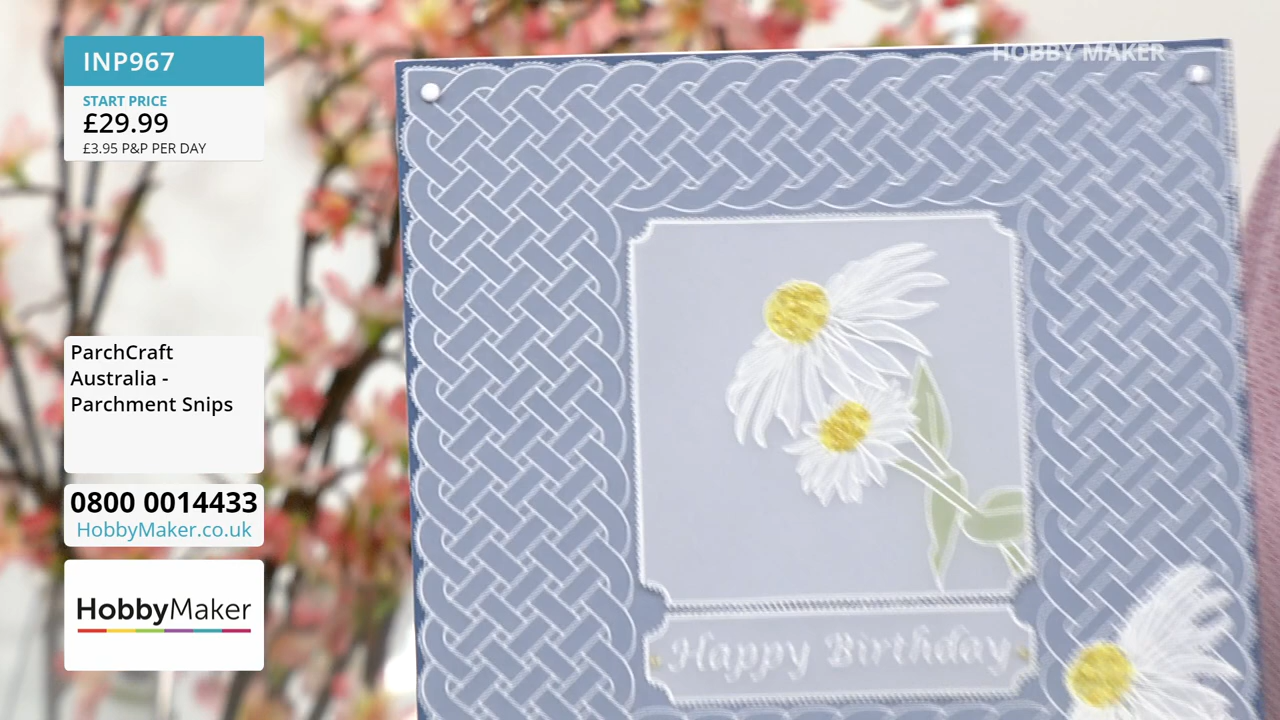 INP967
START PRICE
£29.99
£3.95 P&P PER DAY
ParchCraft
Australia -
Parchment Snips
0800 0014433
HobbyMaker.co.uk
HobbyMaker
HOBBY MAKER
Happy Birthday